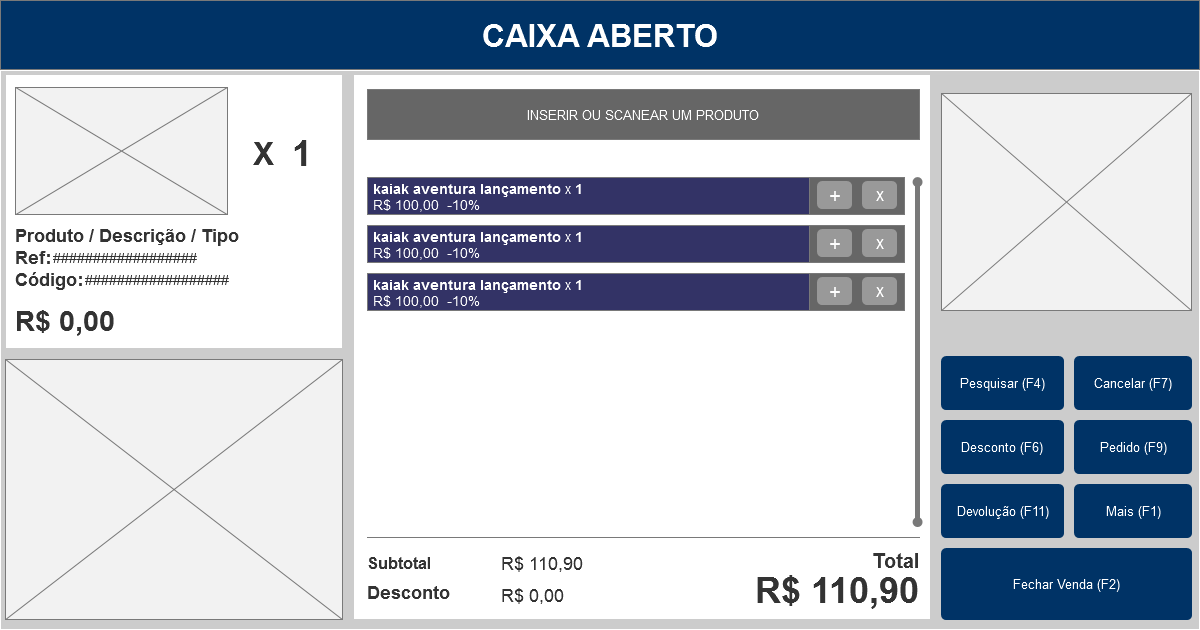 CAIXA ABERTO
X 1
Produto / Descrição / Tipo
Ref:##################
Código:##################
R$ 0,00
INSERIR OU SCANEAR UM PRODUTO
kaiak aventura lançamento x 1
R$ 100,00 -10%
+ x
kaiak aventura lançamento x 1
R$ 100,00 -10%
+ x
kaiak aventura lançamento x 1
R$ 100,00 -10%
+ x
Subtotal R$ 110,90
Desconto R$ 0,00
Total
R$ 110,90
Pesquisar (F4)
Cancelar (F7)
Desconto (F6)
Pedido (F9)
Devolução (F11)
Mais (F1)
Fechar Venda (F2)